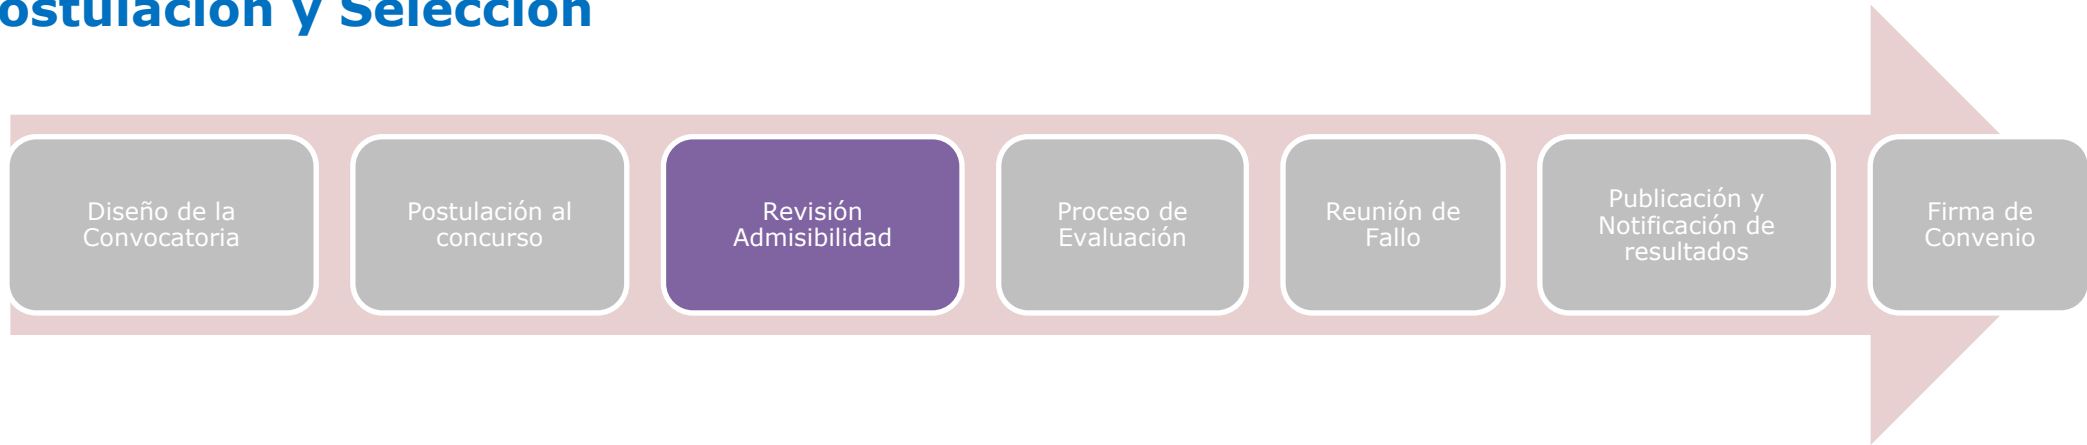 ostulación y Selección
Diseño de la
Convocatoria
Postulación al
concurso
Revisión
Admisibilidad
Proceso de
Evaluación
Reunión de
Fallo
Publicación y
Notificación de
resultados
Firma de
Convenio